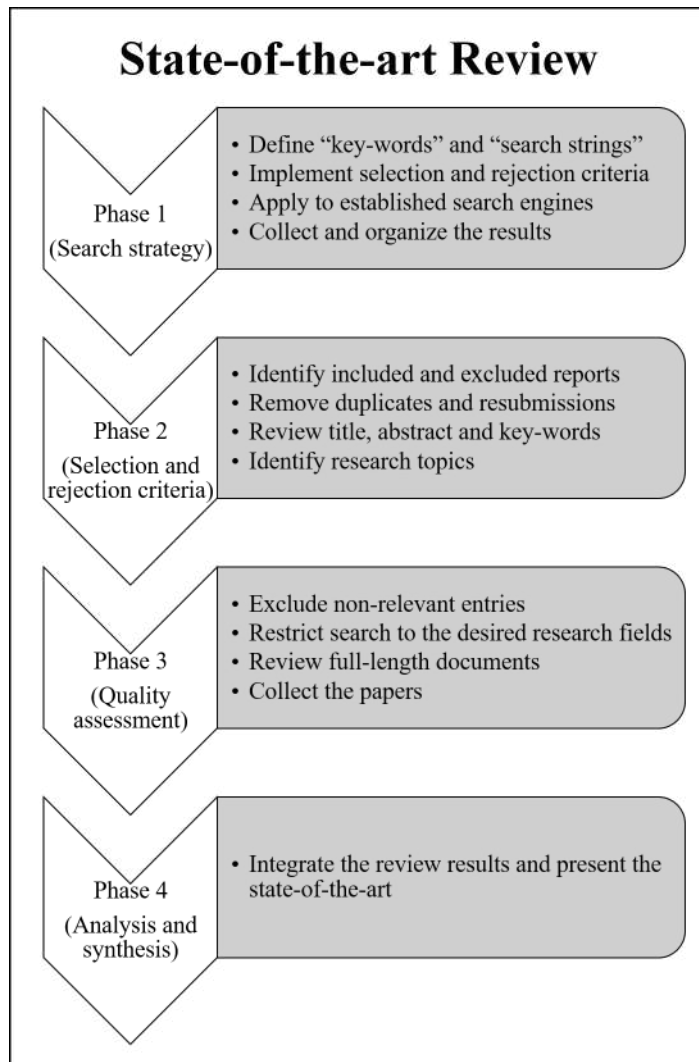 State-of-the-art Review
Phase 1
(Search strategy)
• Define “key-words” and “search strings”
• Implement selection and rejection criteria
• Apply to established search engines
• Collect and organize the results
Phase 2
(Selection and
rejection criteria)
• Identify included and excluded reports
• Remove duplicates and resubmissions
• Review title, abstract and key-words
• Identify research topics
Phase 3
(Quality
assessment)
• Exclude non-relevant entries
• Restrict search to the desired research fields
• Review full-length documents
• Collect the papers
Phase 4
(Analysis and
synthesis)
• Integrate the review results and present the
state-of-the-art